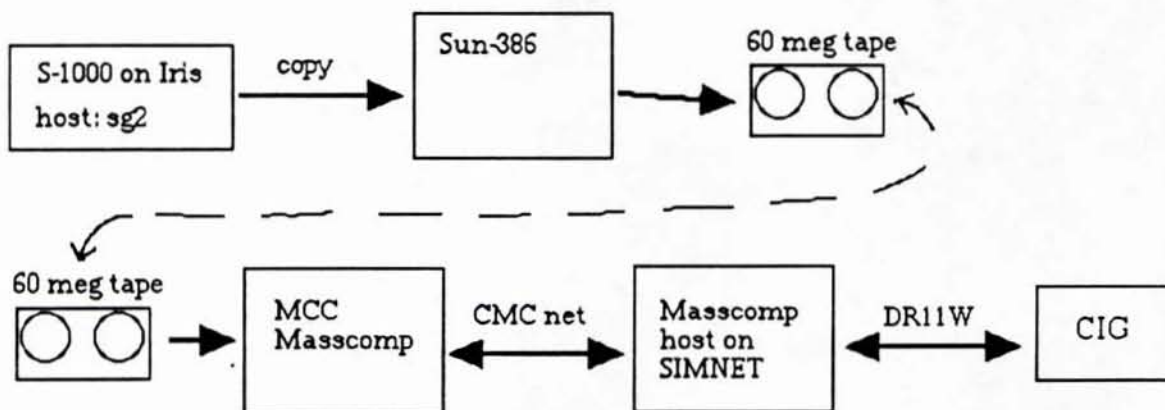 S-1000 on Iris
host: sg2
copy
Sun-386
60 meg tape
60 meg tape
MCC
Masscomp
CMC net
Masscomp
host on
SIMNET
DR11W
CIG